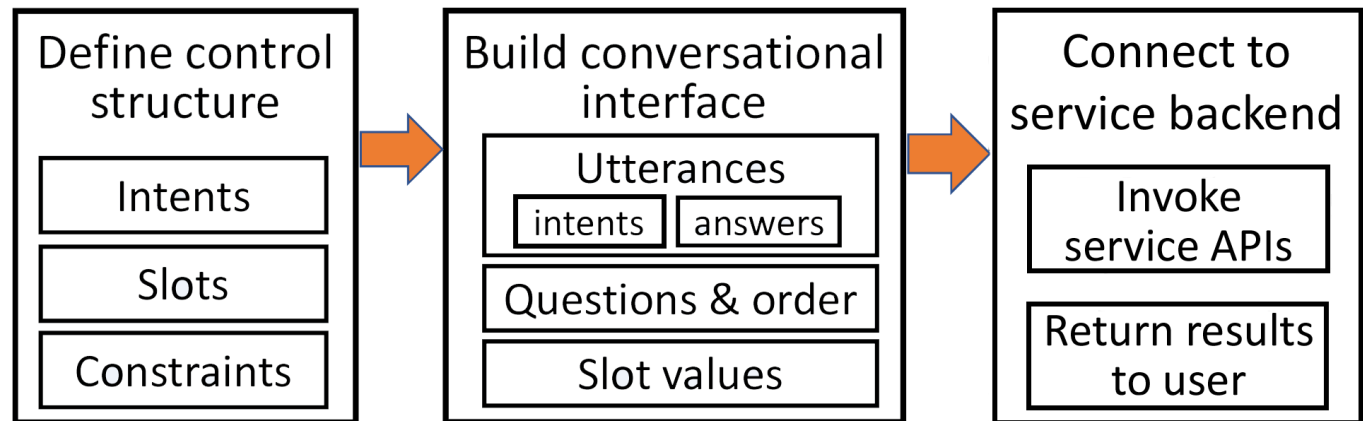 Define control
structure
Intents
Slots
Constraints
Build conversational
interface
Utterances
intents
answers
Questions & order
Slot values
Connect to
service backend
Invoke
service APIs
Return results
to user